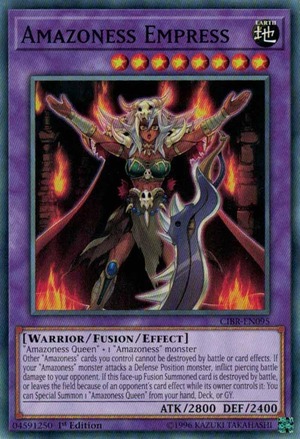 AMAZONESS EMPRESS
EARTH
地
CIBR-EN095
[WARRIOR/FUSION/EFFECT]
"Amazoness Queen" + 1 "Amazoness" monster
Other "Amazoness" cards you control cannot be destroyed by battle or card effects. If
your "Amazoness" monster attacks a Defense Position monster, inflict piercing battle
damage to your opponent. If this face-up Fusion Summoned card is destroyed by battle,
or leaves the field because of an opponent's card effect while its owner controls it: You
can Special Summon 1 "Amazoness Queen" from your hand, Deck, or GY.
ATK/2800 DEF/2400
04591250 1st Edition
©1996 KAZUKI TAKAHASHI